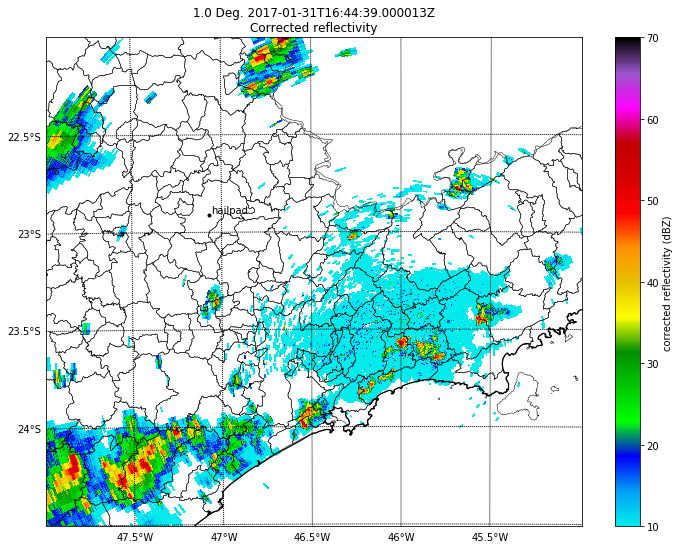 1.0 Deg. 2017-01-31T16:44:39.000013Z
Corrected reflectivity
22.5°S
23°S
23.5°S
24°S
hailpad
47.5°W
47°W
46.5°W
46°W
45.5°W
70
60
50
40
30
20
10
corrected reflectivity (dBZ)